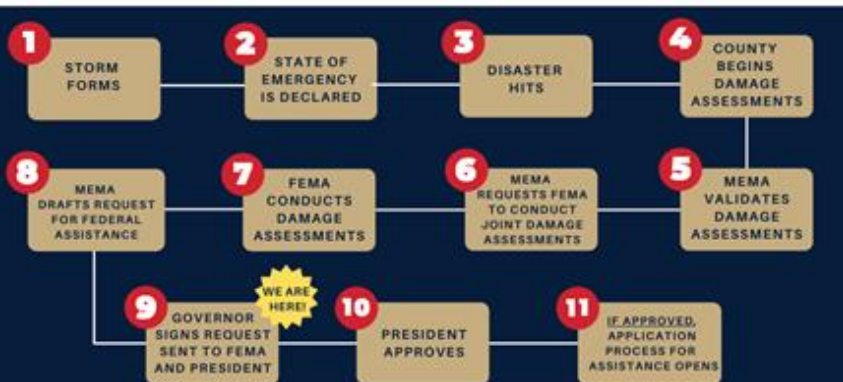 1
STORM
FORMS
2
STATE OF
EMERGENCY
IS DECLARED
3
DISASTER
HITS
4
COUNTY
BEGINS
DAMAGE
ASSESSMENTS
5
MEMA
VALIDATES
DAMAGE
ASSESSMENTS
6
MEMA
REQUESTS FEMA
TO CONDUCT
JOINT DAMAGE
ASSESSMENTS
7
FEMA
CONDUCTS
DAMAGE
ASSESSMENTS
8
MEMA
DRAFTS REQUEST
FOR FEDERAL
ASSISTANCE
9
GOVERNOR
SIGNS REQUEST
SENT TO FEMA
AND PRESIDENT
WE ARE
HERE!
10
PRESIDENT
APPROVES
11
IF APPROVED,
APPLICATION
PROCESS FOR
ASSISTANCE OPENS